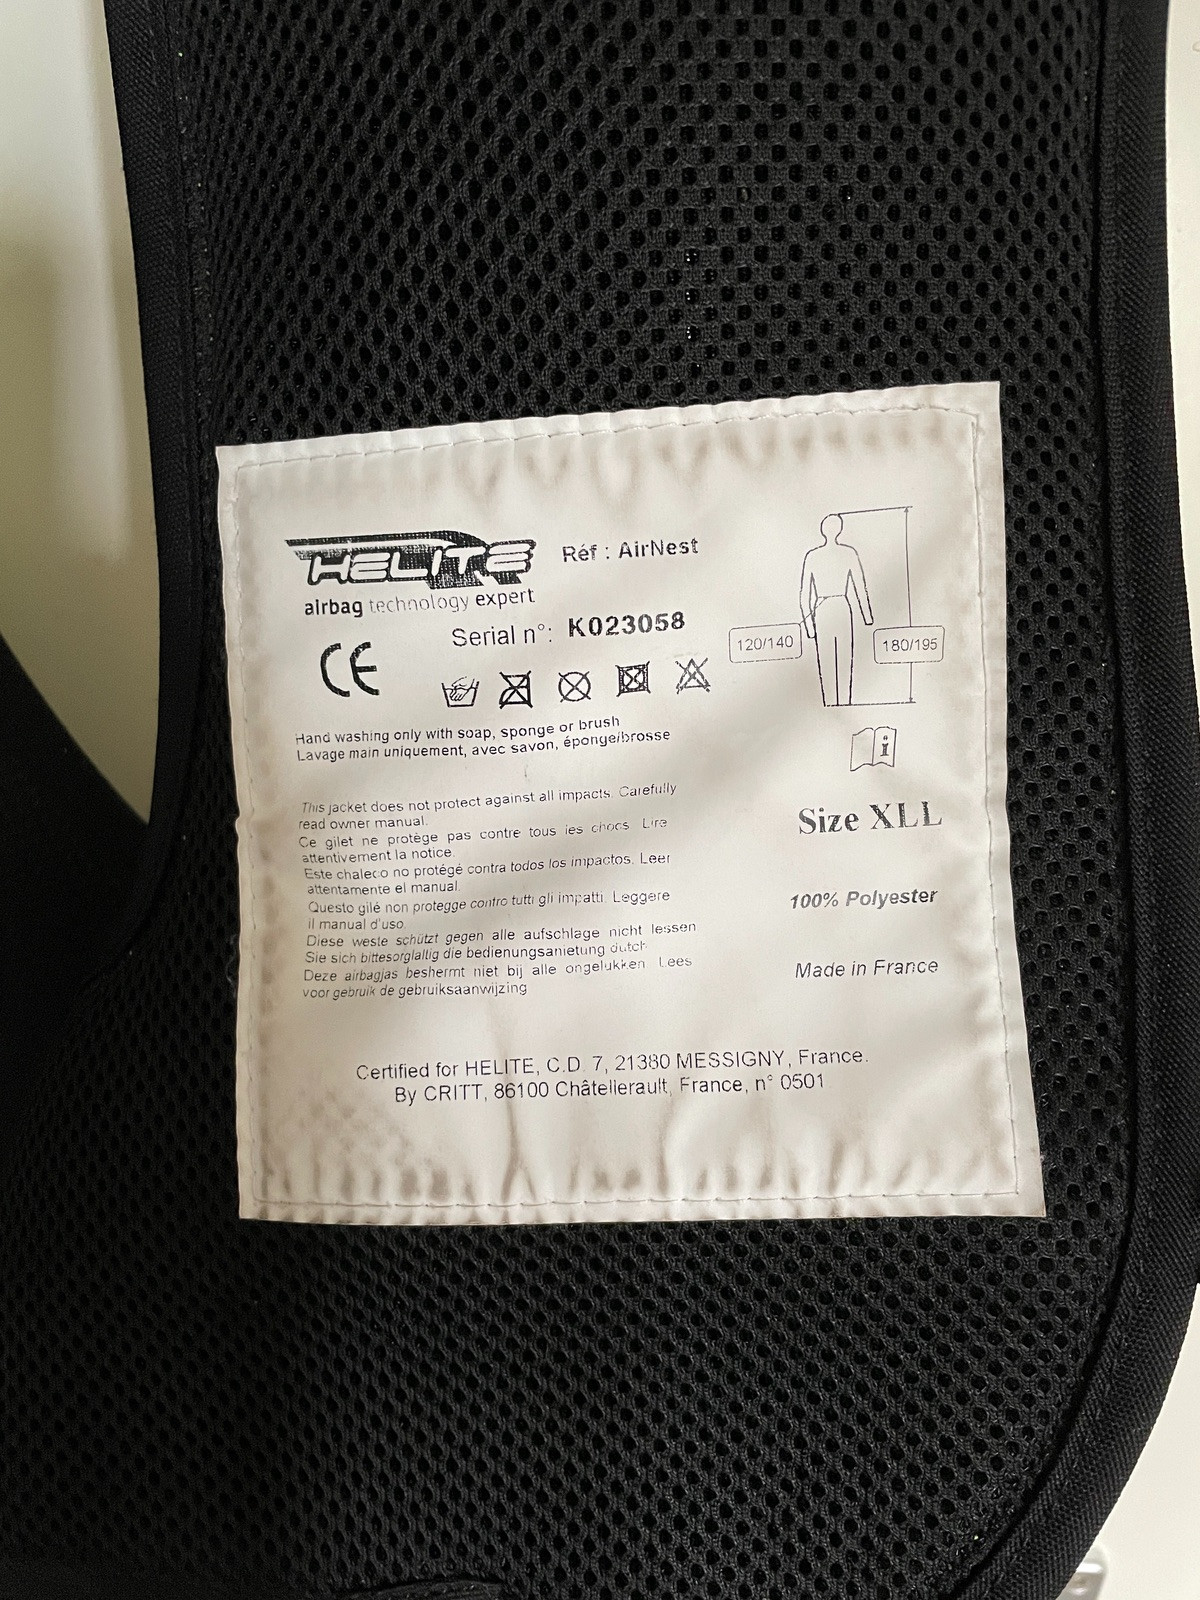 HELITE
airbag technology expert
Réf : AirNest
Serial n°: K023058
CE
120/140
180/195
Hand washing only with soap, sponge or brush
Lavage main uniquement, avec savon, éponge/brosse
i
This jacket does not protect against all impacts. Carefully
read owner manual.
Ce gilet ne protège pas contre tous les chocs. Lire
attentivement la notice.
Este chaleco no protégé contra todos los impactos. Leer
attentamente el manual.
Questo gilé non protegge contro tutti gli impatti. Leggere
il manual d'uso
Diese weste schützt gegen alle aufschlage nicht lessen
Sie sich bittesorglaltig die bedienungsanietung dutch
Deze airbagjas beshermt niet bij alle ongelukken. Lees
voor gebruik de gebruiksaanwijzing
Size XLL
100% Polyester
Made in France
Certified for HELITE, C.D. 7, 21380 MESSIGNY, France.
By CRITT, 86100 Châtellerault, France, n° 0501